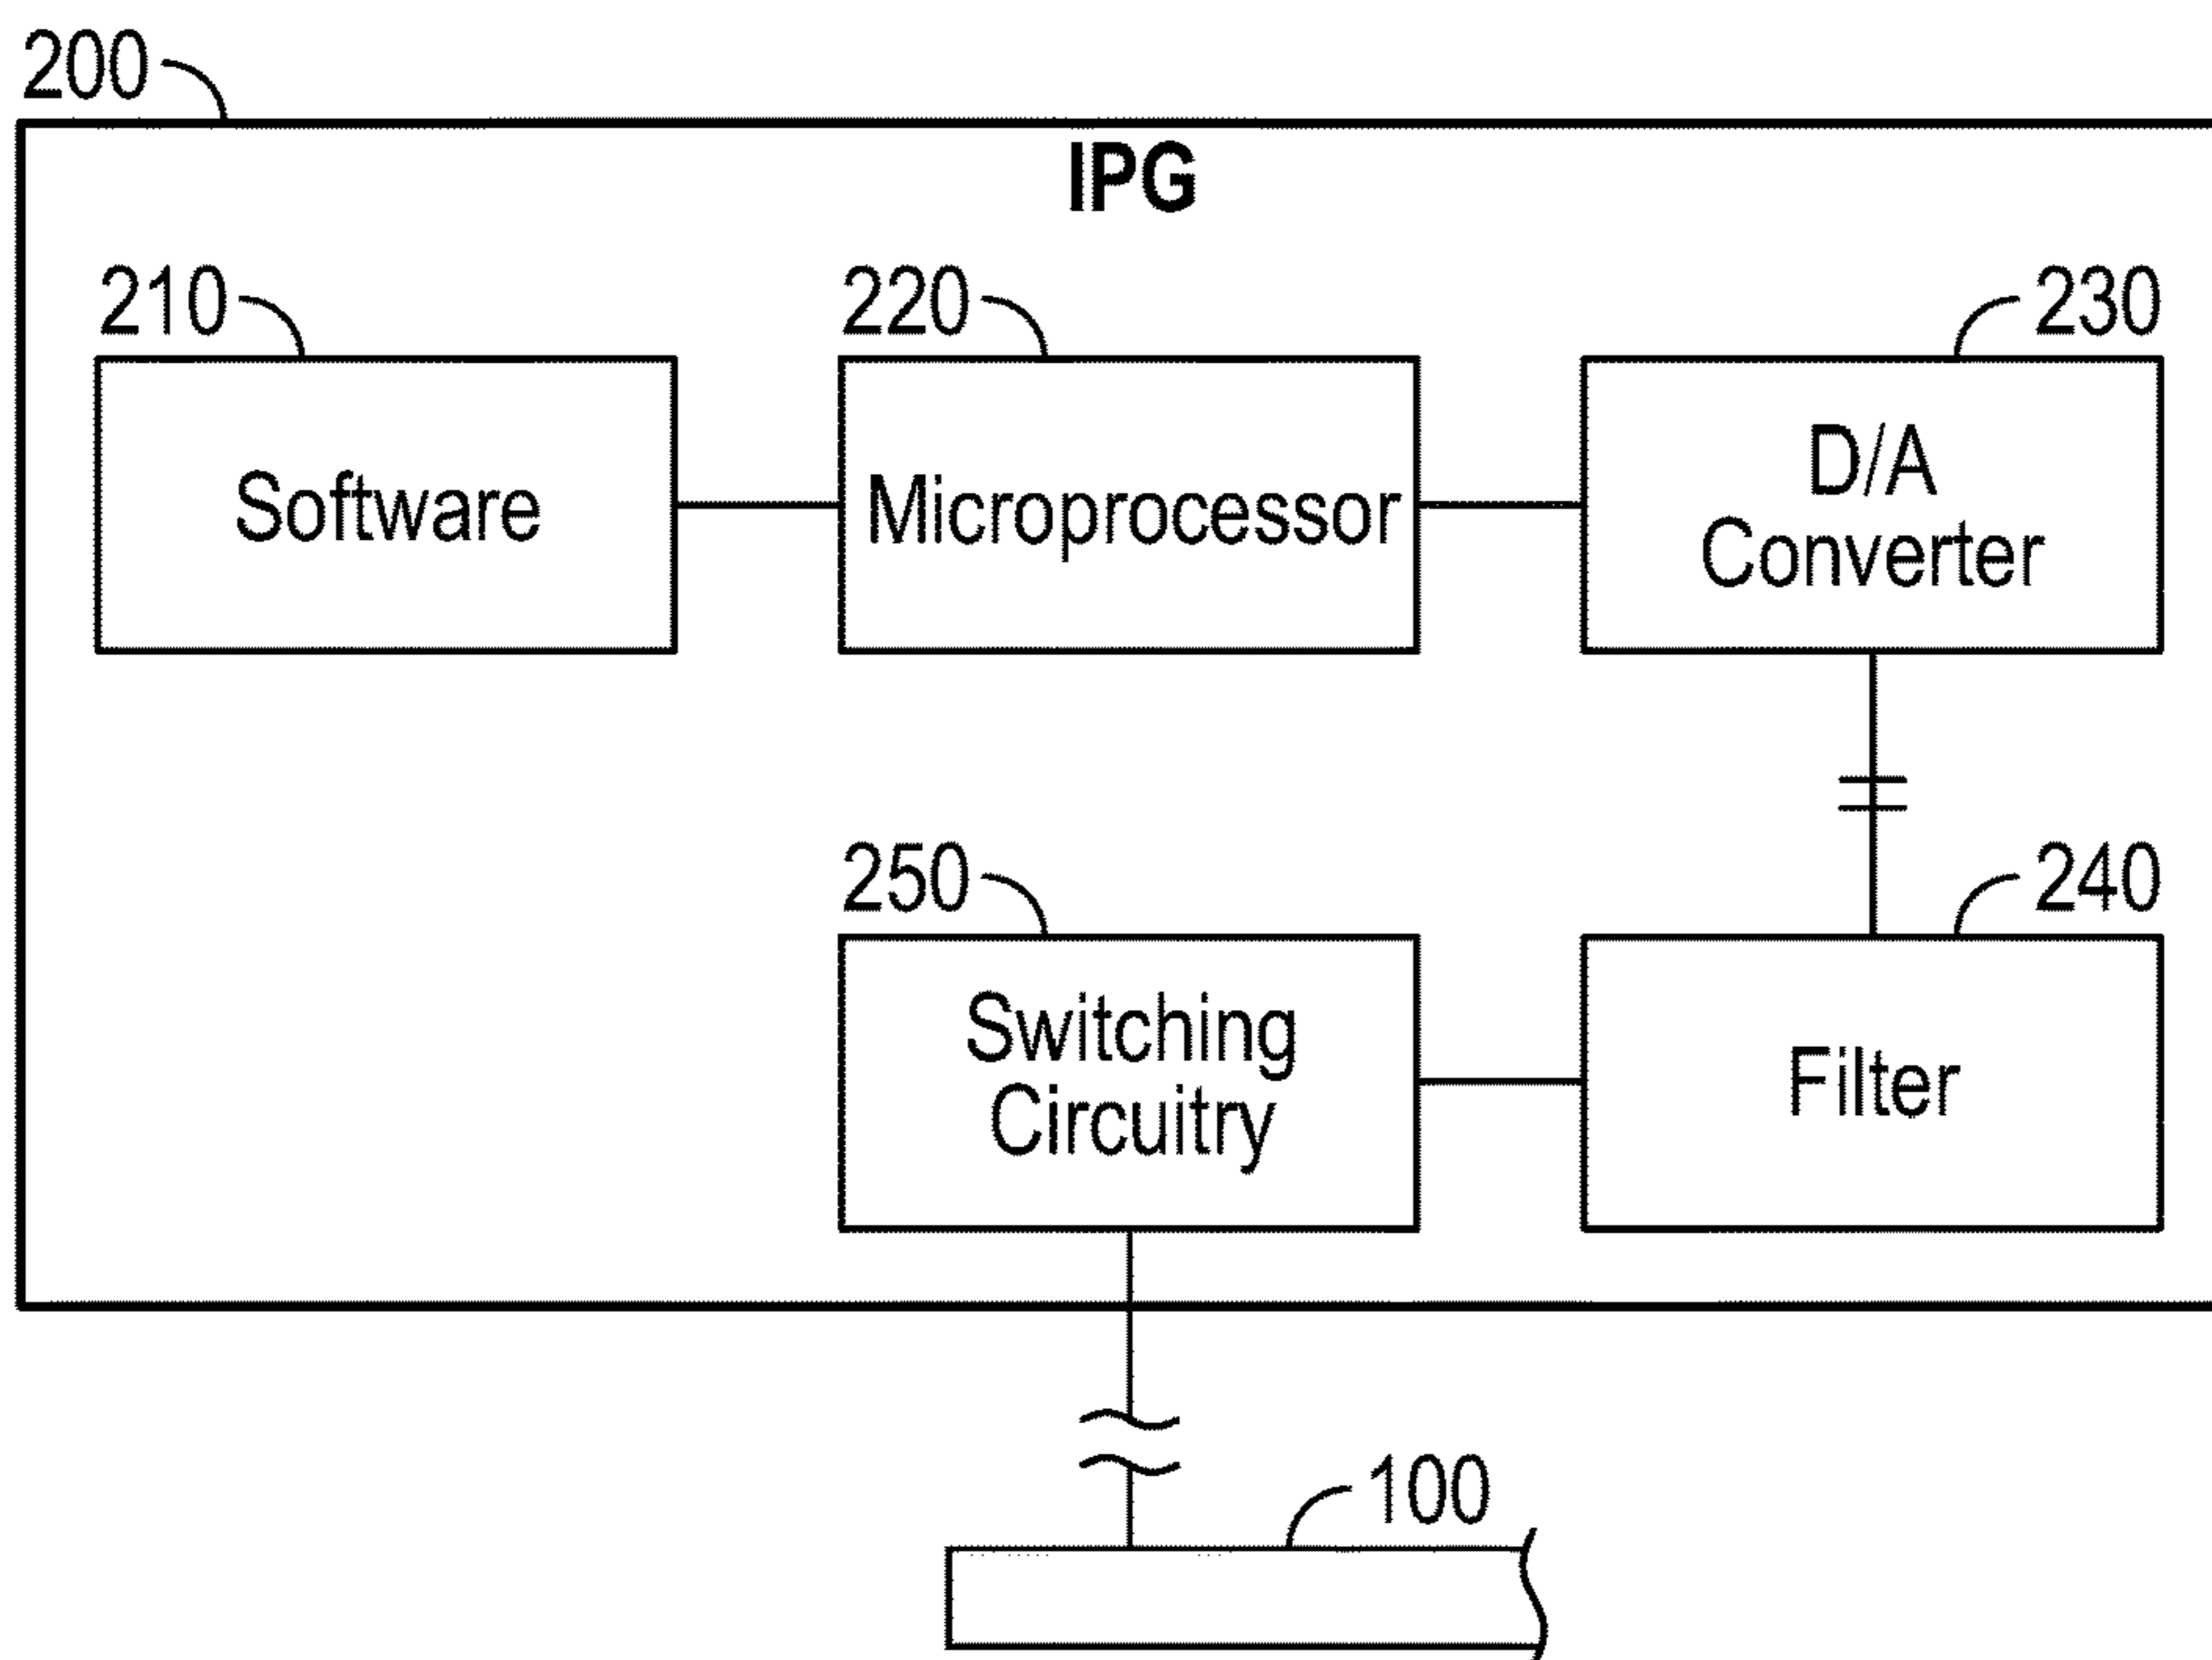 200
IPG
210
220
230
Software
Microprocessor
D/A
Converter
250
240
Switching
Circuitry
Filter
100